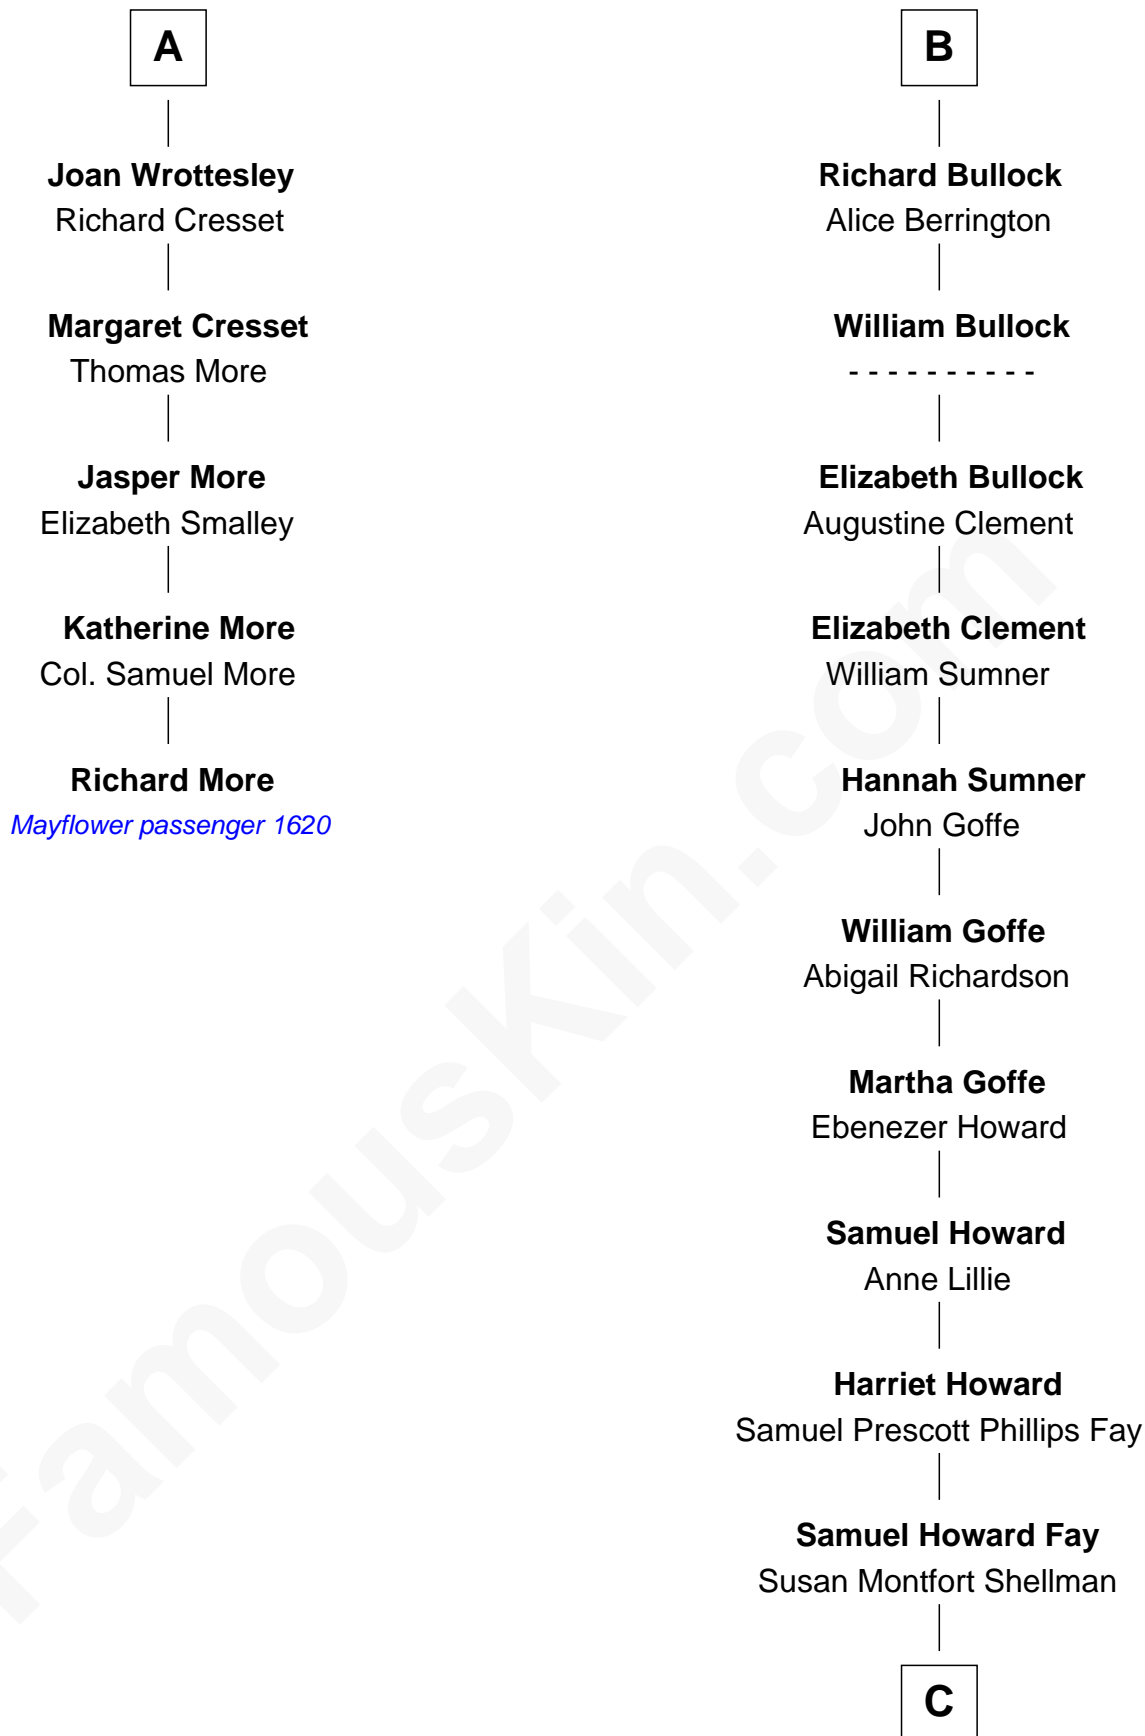 A
Joan Wrottesley
Richard Cresset
Margaret Cresset
Thomas More
Jasper More
Elizabeth Smalley
Katherine More
Col. Samuel More
Richard More
Mayflower passenger 1620
B
Richard Bullock
Alice Berrington
William Bullock
- - - - - - - - - -
Elizabeth Bullock
Augustine Clement
Elizabeth Clement
William Sumner
Hannah Sumner
John Goffe
William Goffe
Abigail Richardson
Martha Goffe
Ebenezer Howard
Samuel Howard
Anne Lillie
Harriet Howard
Samuel Prescott Phillips Fay
Samuel Howard Fay
Susan Montfort Shellman
C
FamousKin.com